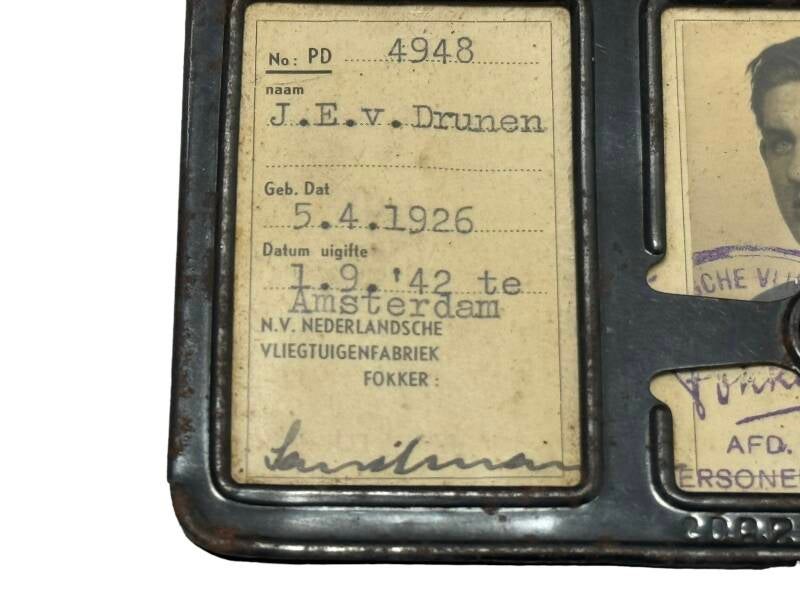 No: PD 4948
naam
J.E.v.Drunen
Geb. Dat
5.4.1926
Datum uigifte
1.9.'42 te
Amsterdam
N.V. NEDERLANDSCHE
VLIEGTUIGENFABRIEK
FOKKER:
CHE VL
AFD.
ERSONE